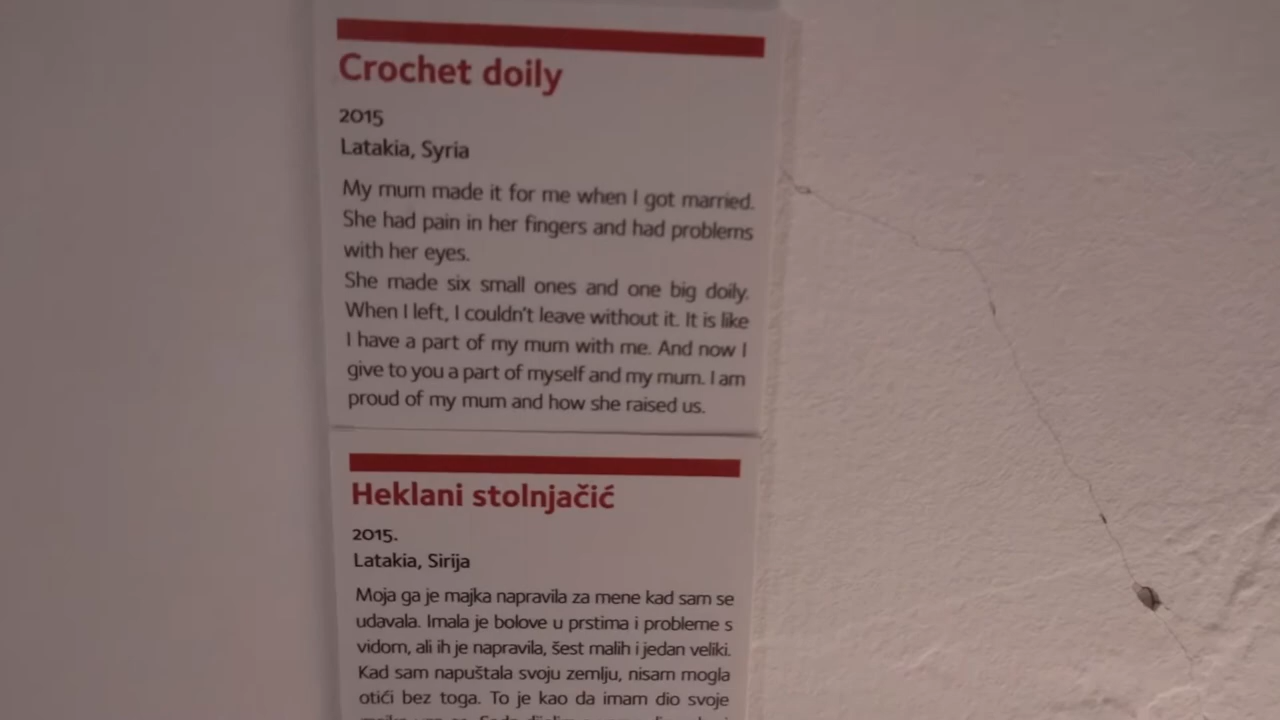 Crochet doily
2015
Latakia, Syria
My mum made it for me when I got married.
She had pain in her fingers and had problems
with her eyes.
She made six small ones and one big doily.
When I left, I couldn't leave without it. It is like
I have a part of my mum with me. And now I
give to you a part of myself and my mum. I am
proud of my mum and how she raised us.
Heklani stolnjačić
2015.
Latakia, Sirija
Moja ga je majka napravila za mene kad sam se
udavala. Imala je bolove u prstima i probleme s
vidom, ali ih je napravila, šest malih i jedan veliki.
Kad sam napuštala svoju zemlju, nisam mogla
otići bez toga. To je kao da imam dio svoje